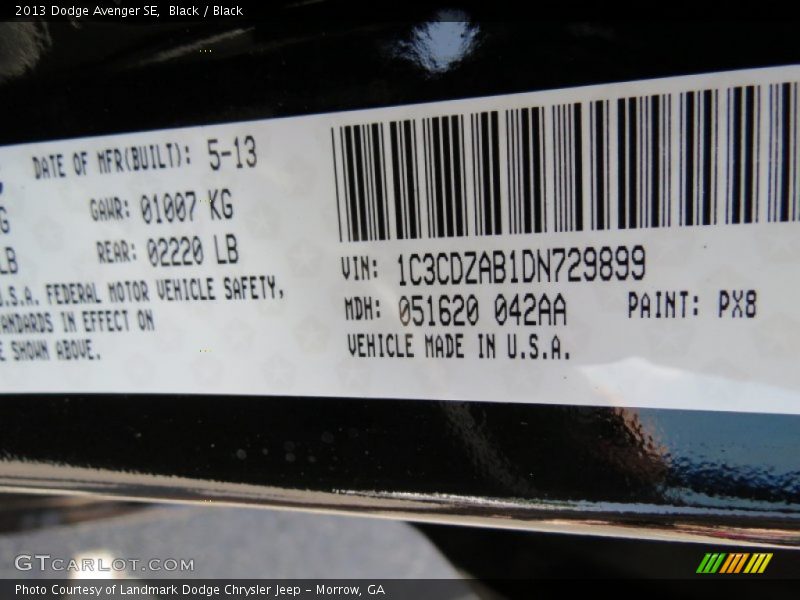 2013 Dodge Avenger SE,  Black / Black
DATE OF MFR(BUILT): 5-13
GAWR: 01007 KG
REAR: 02220 LB
LB
U.S.A. FEDERAL MOTOR VEHICLE SAFETY,
IN EFFECT ON
SHOWN ABOVE.
VIN: 1C3CDZAB1DN729899
MDH: 051620 042AA PAINT: PX8
VEHICLE MADE IN U.S.A.
GTCARLOT.COM
Photo Courtesy of Landmark Dodge Chrysler Jeep - Morrow, GA